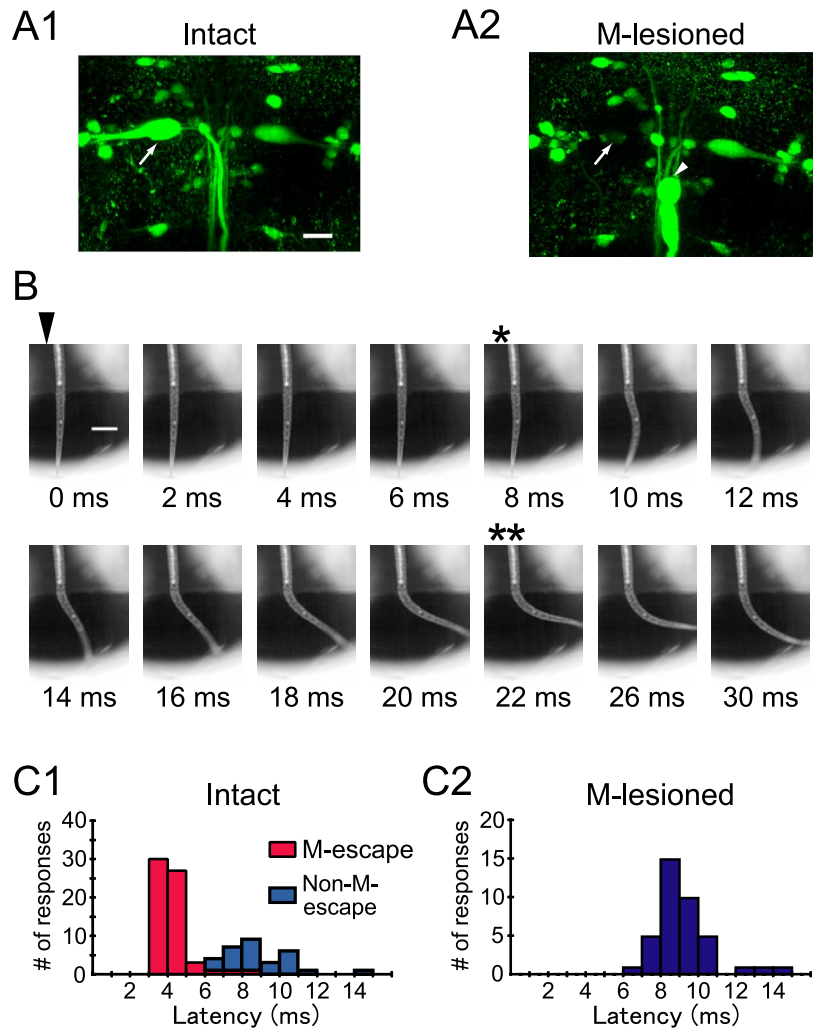 A1
Intact
A2
M-lesioned
B
*
0 ms
2 ms
4 ms
6 ms
8 ms
10 ms
12 ms
**
14 ms
16 ms
18 ms
20 ms
22 ms
26 ms
30 ms
C1
Intact
# of responses
40
30
20
10
0
M-escape
Non-M-
escape
2 4 6 8 10 12 14
Latency (ms)
C2
M-lesioned
# of responses
20
15
10
5
0
2 4 6 8 10 12 14
Latency (ms)